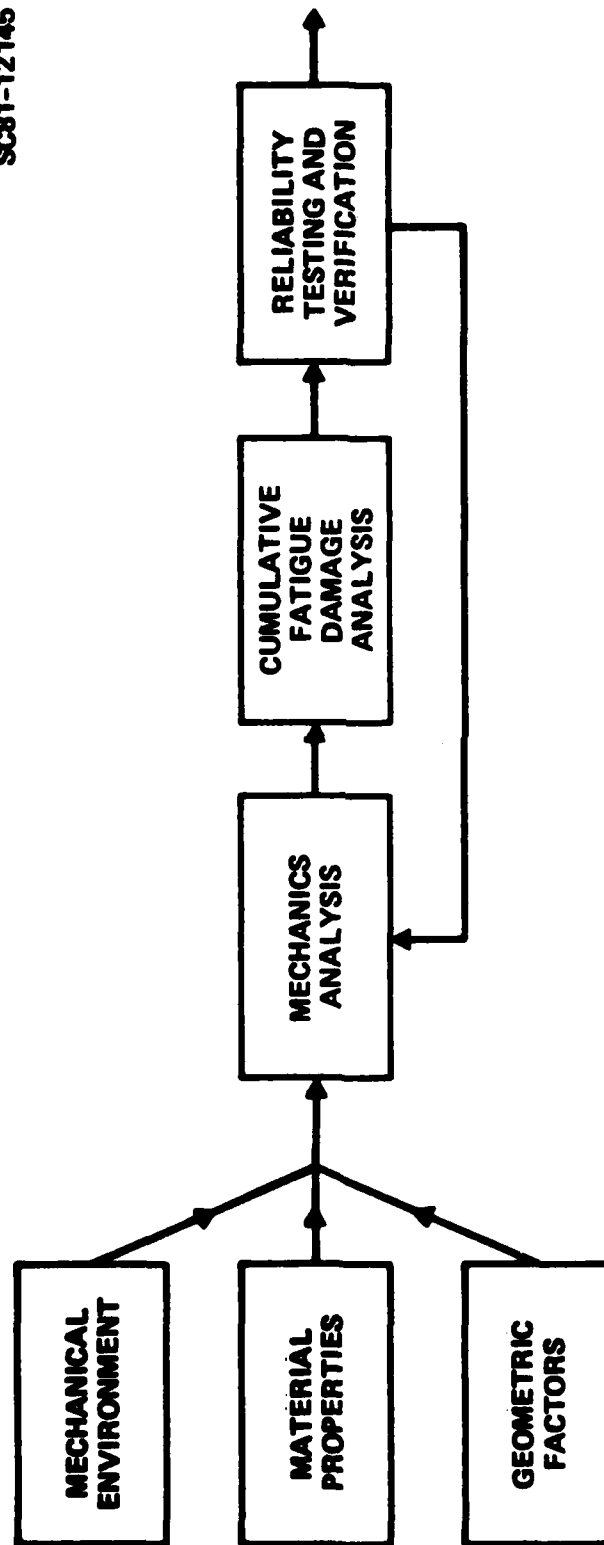 SC81-12145
MECHANICAL
ENVIRONMENT
MATERIAL
PROPERTIES
GEOMETRIC
FACTORS
MECHANICS
ANALYSIS
CUMULATIVE
FATIGUE
DAMAGE
ANALYSIS
RELIABILITY
TESTING AND
VERIFICATION